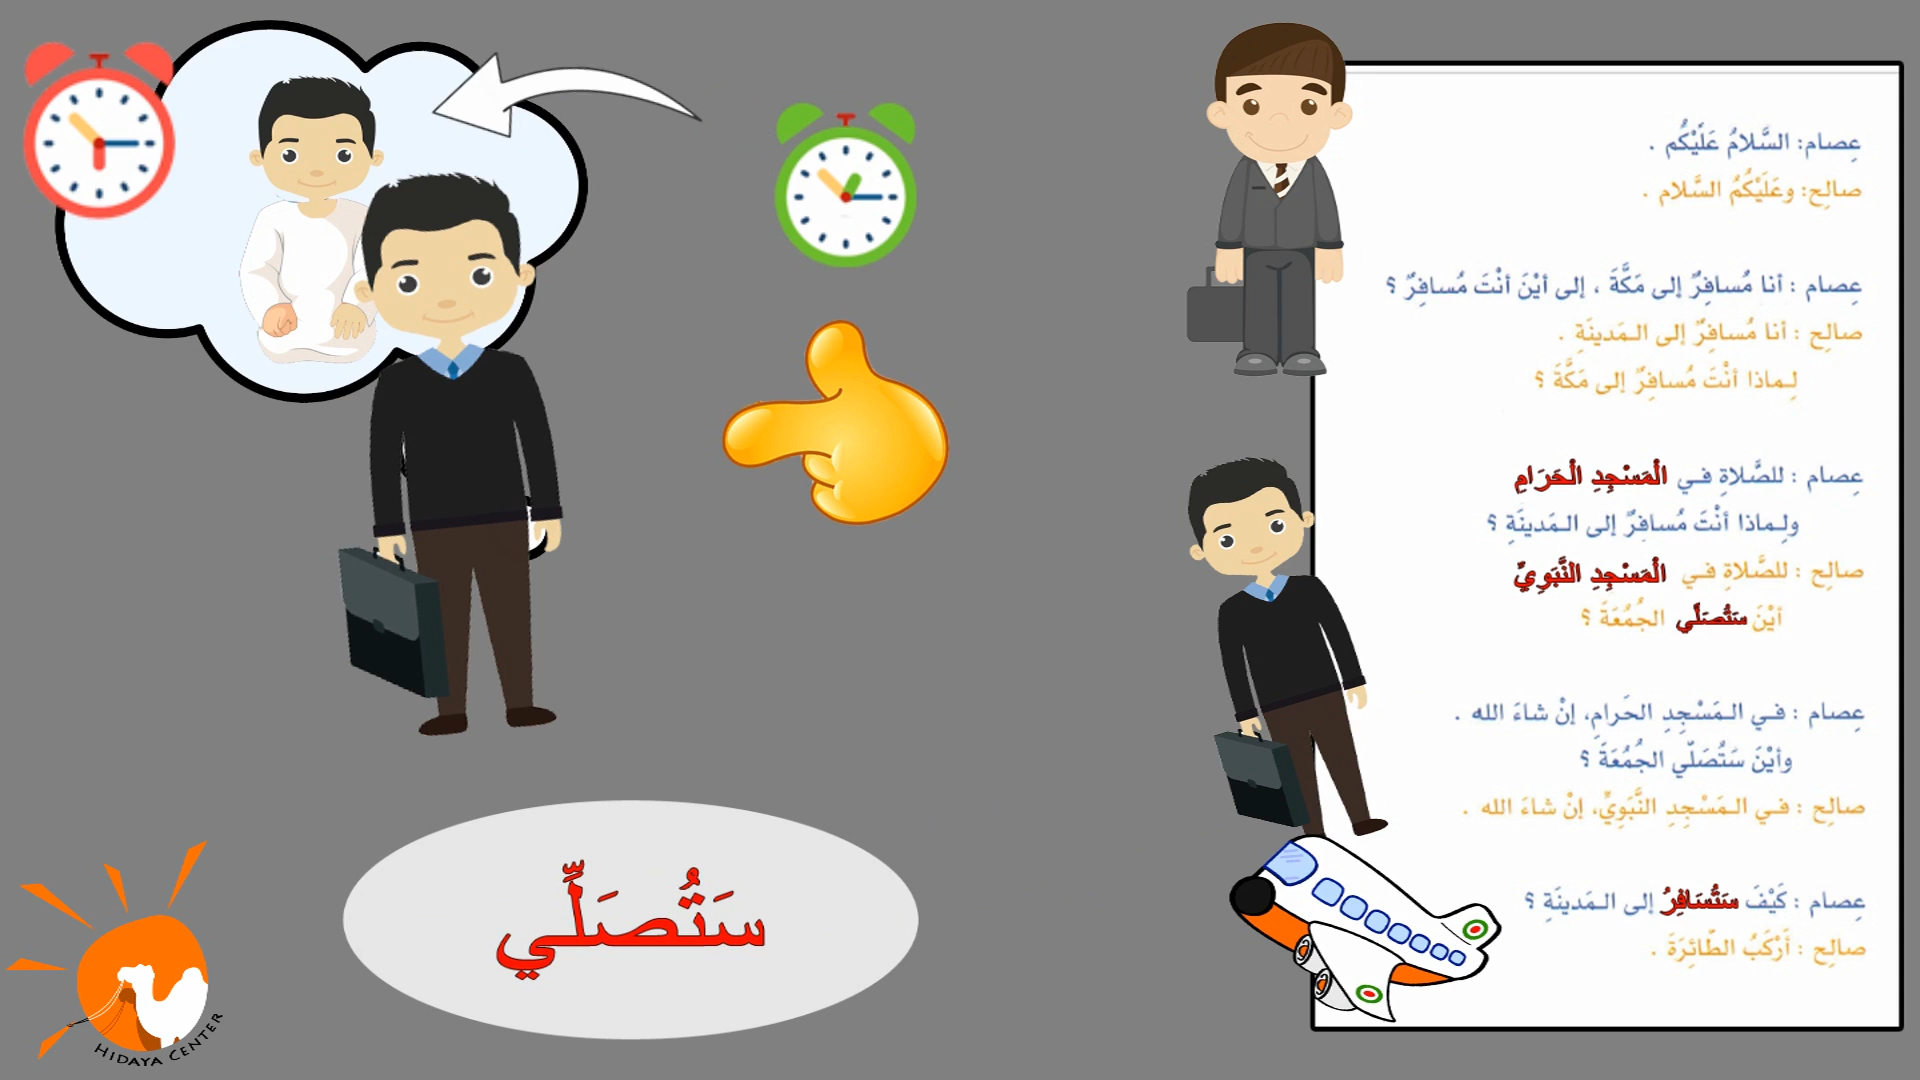 عِصام: السَّلامُ عَلَيْكُم .
صالِح: وعَلَيْكُمُ السَّلام .
عِصام : أنا مُسافِرٌ إلى مَكَّةَ ، إلى أيْنَ أنْتَ مُسافِرٌ ؟
صالِح : أنا مُسافِرٌ إلى الـمَدينَةِ .
لِـماذا أنْتَ مُسافِرٌ إلى مَكَّةَ ؟
عِصام : للصَّلاةِ فـي الْمَسْجِدِ الْحَرَامِ
ولِـماذا أنْتَ مُسافِرٌ إلى الـمَدينَةِ ؟
صالِح : للصَّلاةِ فـي الْمَسْجِدِ النَّبَوِيِّ
أيْنَ سَتُصَلِّي الجُمُعَةَ ؟
عِصام : فـي الـمَسْجِدِ الحَرامِ، إنْ شاءَ الله .
وأيْنَ سَتُصَلّي الجُمُعَةَ ؟
صالِح : فـي الـمَسْجِدِ النَّبَوِيِّ، إنْ شاءَ الله .
عِصام : كَيْفَ سَتُسَافِرُ إلى الـمَدينَةِ ؟
صالِح : أَرْكَبُ الطّائِرَةَ .
سَتُصَلِّي
HIDAYA CENTER